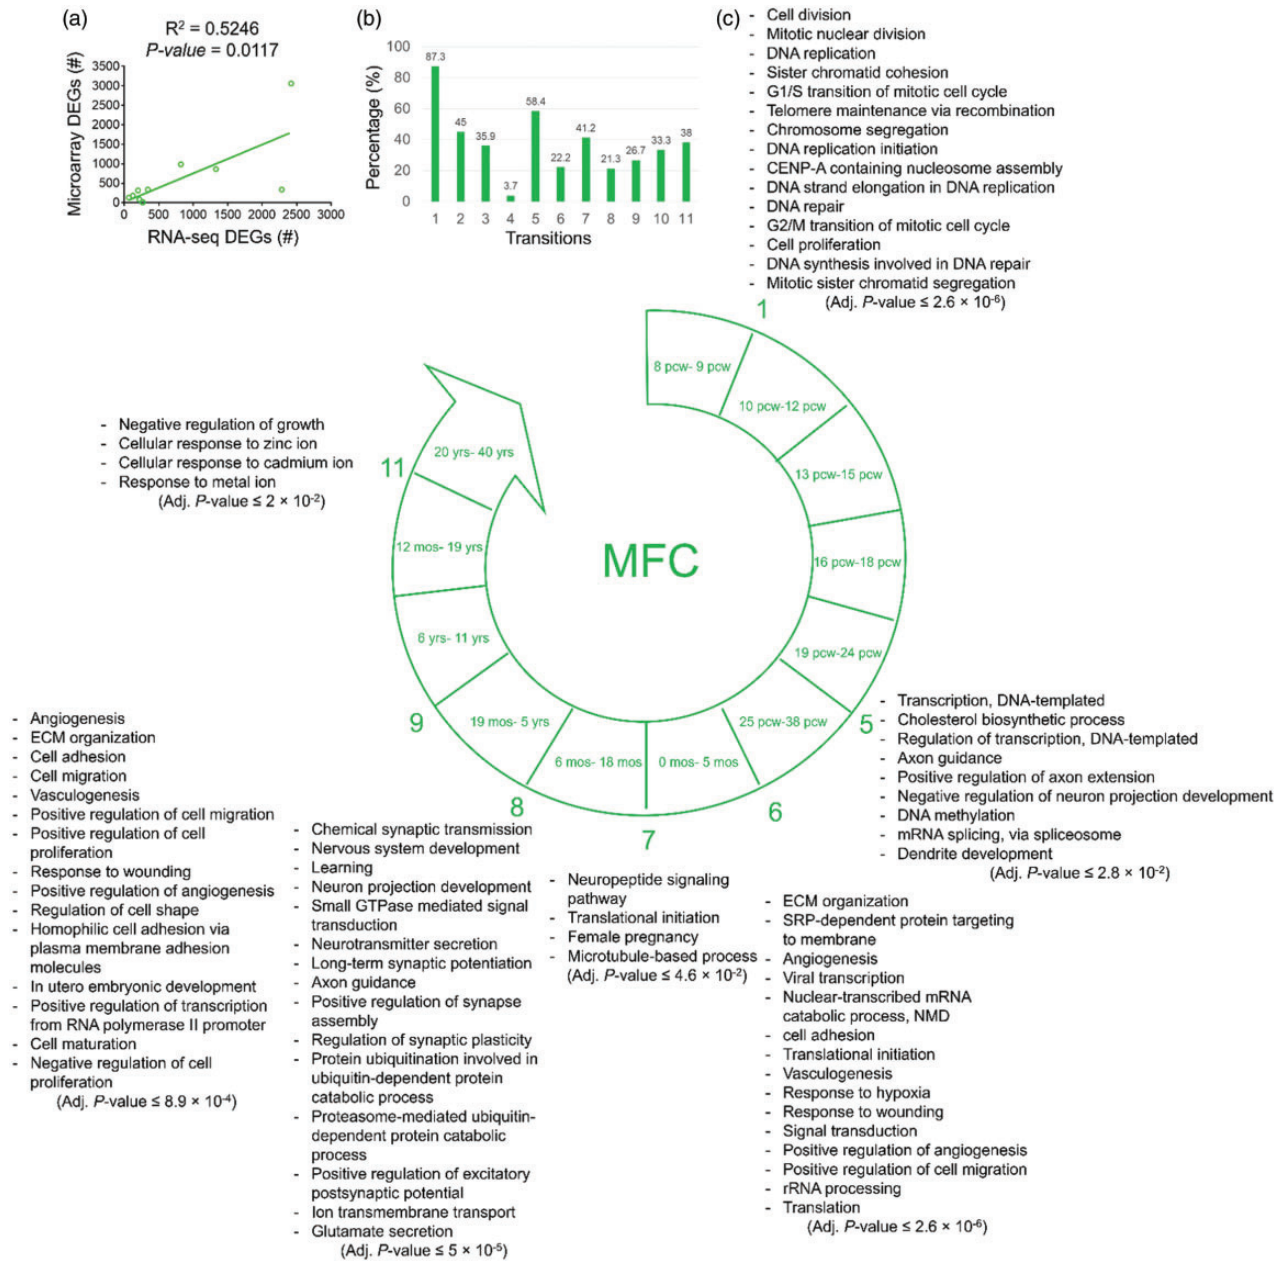 (a)
R² = 0.5246
P-value = 0.0117
Microarray DEGs (#)
3500
3000
2500
2000
1500
1000
500
0
0 500 1000 1500 2000 2500 3000
RNA-seq DEGs (#)
(b)
Percentage (%)
100
80
60
40
20
0
87.3
45
35.9
3.7
58.4
22.2
41.2
21.3
26.7
33.3
38
1 2 3 4 5 6 7 8 9 10 11
Transitions
(c)
- Cell division
- Mitotic nuclear division
- DNA replication
- Sister chromatid cohesion
- G1/S transition of mitotic cell cycle
- Telomere maintenance via recombination
- Chromosome segregation
- DNA replication initiation
- CENP-A containing nucleosome assembly
- DNA strand elongation in DNA replication
- DNA repair
- G2/M transition of mitotic cell cycle
- Cell proliferation
- DNA synthesis involved in DNA repair
- Mitotic sister chromatid segregation
(Adj. P-value ≤ 2.6 × 10⁻⁶)
1
8 pcw- 9 pcw
10 pcw-12 pcw
13 pcw-15 pcw
16 pcw-18 pcw
19 pcw-24 pcw
25 pcw-38 pcw
0 mos- 5 mos
6 mos- 18 mos
19 mos- 5 yrs
6 yrs- 11 yrs
12 mos- 19 yrs
20 yrs- 40 yrs
MFC
- Negative regulation of growth
- Cellular response to zinc ion
- Cellular response to cadmium ion
- Response to metal ion
(Adj. P-value ≤ 2 × 10⁻²)
11
5
- Transcription, DNA-templated
- Cholesterol biosynthetic process
- Regulation of transcription, DNA-templated
- Axon guidance
- Positive regulation of axon extension
- Negative regulation of neuron projection development
- DNA methylation
- mRNA splicing, via spliceosome
- Dendrite development
(Adj. P-value ≤ 2.8 × 10⁻²)
6
- ECM organization
- SRP-dependent protein targeting
to membrane
- Angiogenesis
- Viral transcription
- Nuclear-transcribed mRNA
catabolic process, NMD
- cell adhesion
- Translational initiation
- Vasculogenesis
- Response to hypoxia
- Response to wounding
- Signal transduction
- Positive regulation of angiogenesis
- Positive regulation of cell migration
- rRNA processing
- Translation
(Adj. P-value ≤ 2.6 × 10⁻⁶)
7
- Neuropeptide signaling
pathway
- Translational initiation
- Female pregnancy
- Microtubule-based process
(Adj. P-value ≤ 4.6 × 10⁻²)
8
- Chemical synaptic transmission
- Nervous system development
- Learning
- Neuron projection development
- Small GTPase mediated signal
transduction
- Neurotransmitter secretion
- Long-term synaptic potentiation
- Axon guidance
- Positive regulation of synapse
assembly
- Regulation of synaptic plasticity
- Protein ubiquitination involved in
ubiquitin-dependent protein
catabolic process
- Proteasome-mediated ubiquitin-
dependent protein catabolic
process
- Positive regulation of excitatory
postsynaptic potential
- Ion transmembrane transport
- Glutamate secretion
(Adj. P-value ≤ 5 × 10⁻⁵)
9
- Angiogenesis
- ECM organization
- Cell adhesion
- Cell migration
- Vasculogenesis
- Positive regulation of cell migration
- Positive regulation of cell
proliferation
- Response to wounding
- Positive regulation of angiogenesis
- Regulation of cell shape
- Homophilic cell adhesion via
plasma membrane adhesion
molecules
- In utero embryonic development
- Positive regulation of transcription
from RNA polymerase II promoter
- Cell maturation
- Negative regulation of cell
proliferation
(Adj. P-value ≤ 8.9 × 10⁻⁴)